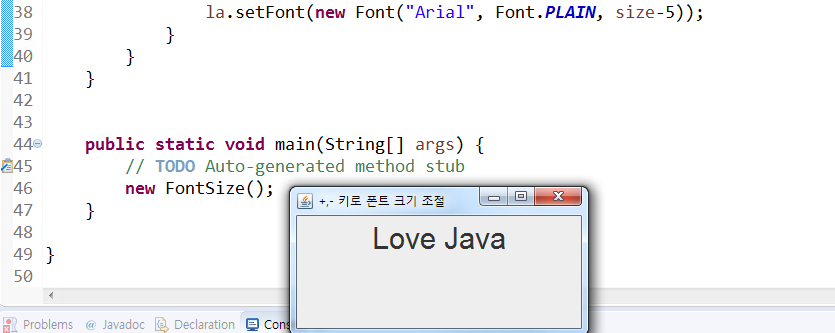 38 la.setFont(new Font("Arial", Font.PLAIN, size-5));
39 }
40 }
41 }
42
43
44 public static void main(String[] args) {
45 // TODO Auto-generated method stub
46 new FontSize();
47 }
48
49 }
50
+,- 키로 폰트 크기 조절
Love Java
Problems @ Javadoc Declaration Cons